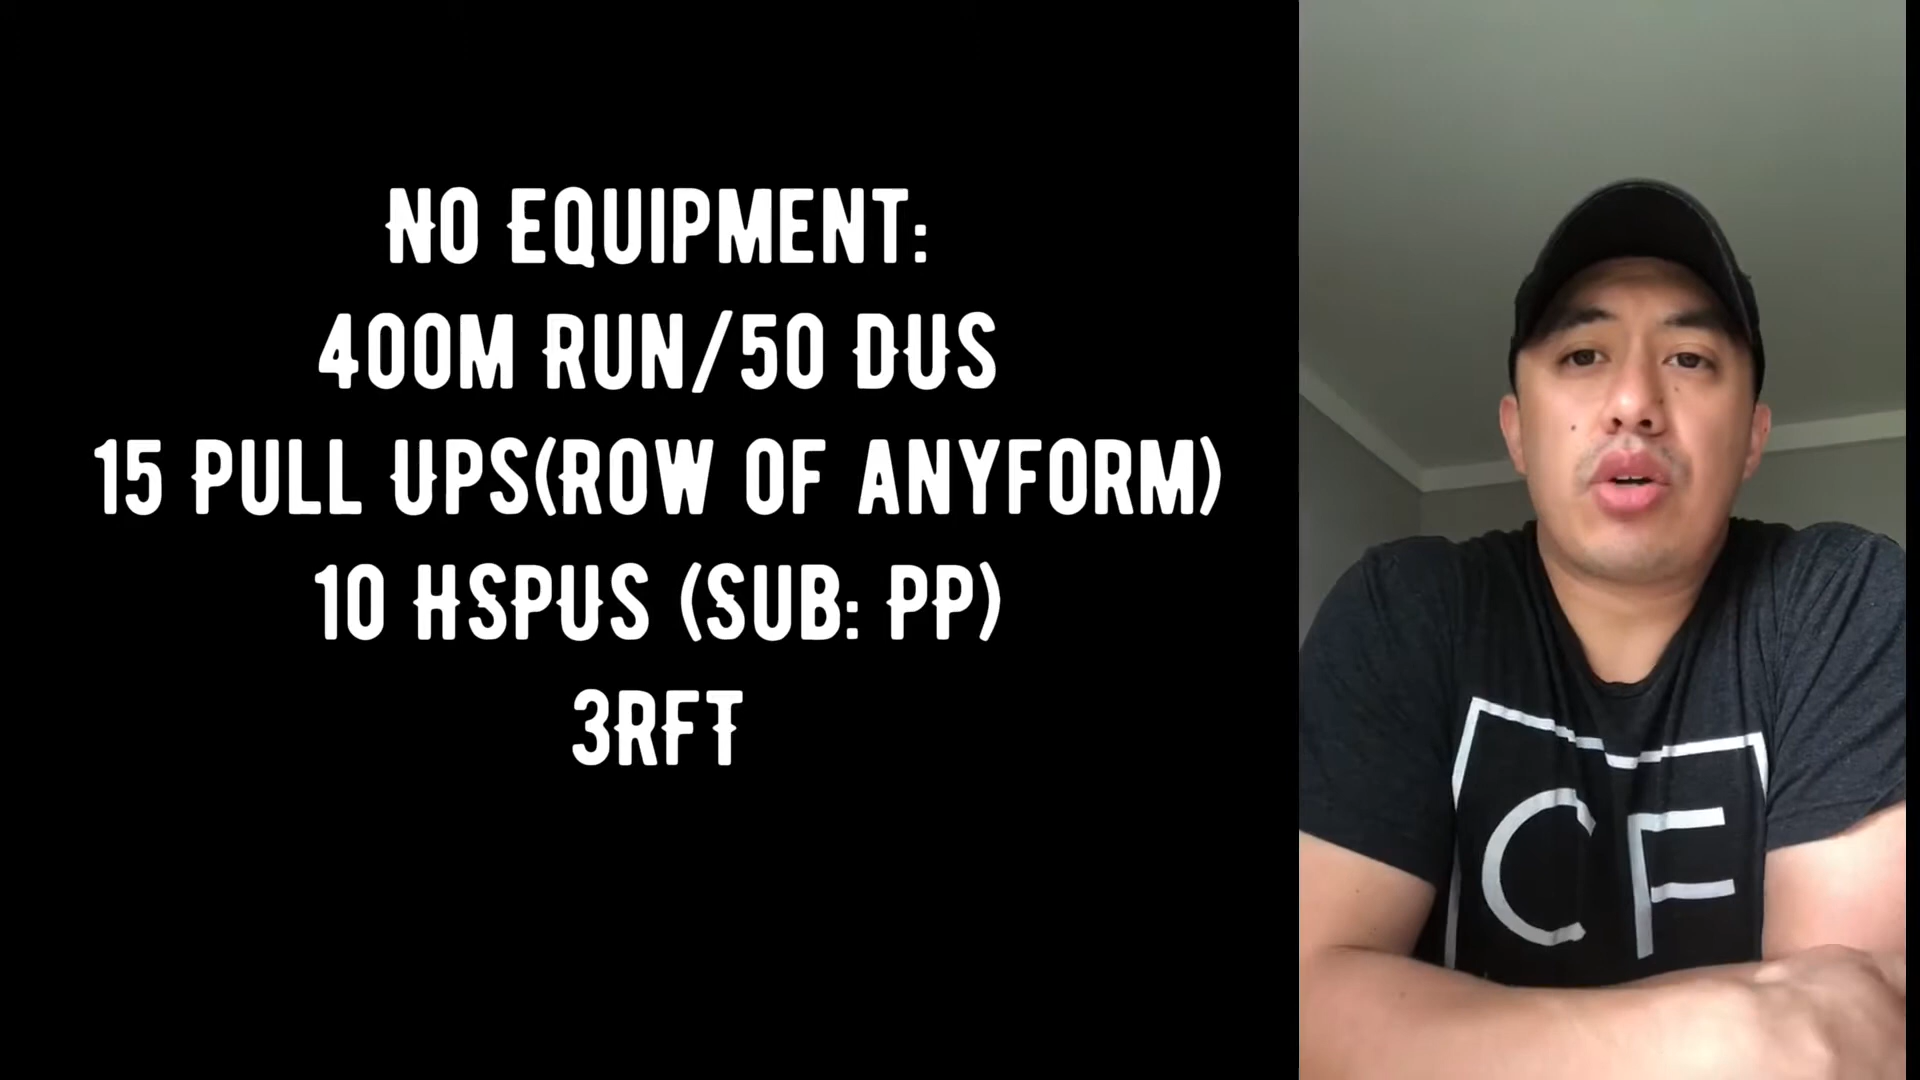 NO EQUIPMENT:
400M RUN/50 DUS
15 PULL UPS(ROW OF ANYFORM)
10 HSPUS (SUB: PP)
3RFT
CF